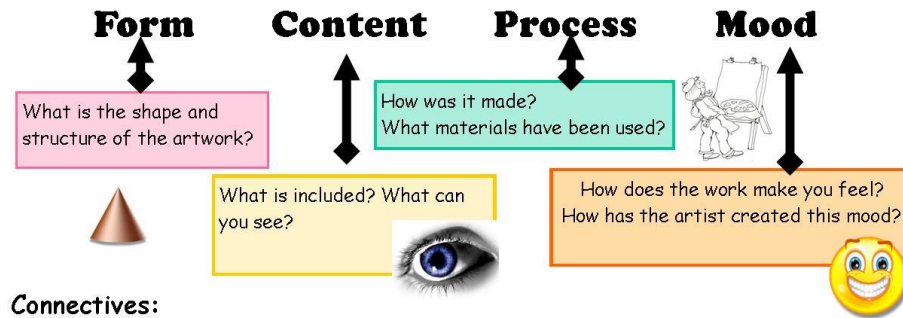 Form Content Process Mood
What is the shape and
structure of the artwork?
How was it made?
What materials have been used?
What is included? What can
you see?
How does the work make you feel?
How has the artist created this mood?
Connectives: